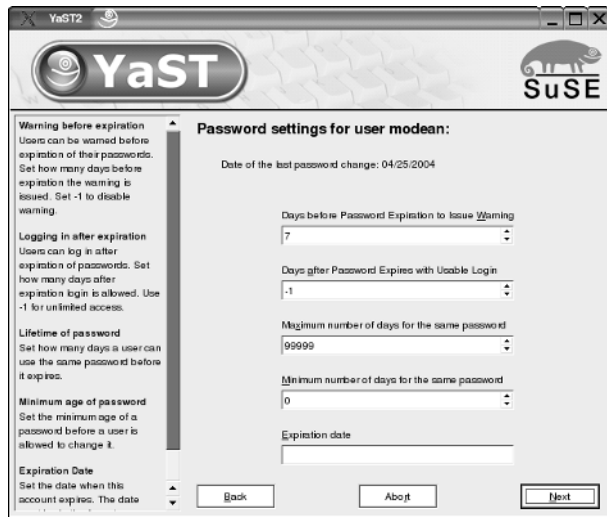 YaST2
YaST
SuSE
Warning before expiration
Users can be warned before
expiration of their passwords.
Set how many days before
expiration the warning is
issued. Set -1 to disable
warning.
Logging in after expiration
Users can log in after
expiration of passwords. Set
how many days after
expiration login is allowed. Use
-1 for unlimited access.
Lifetime of password
Set how many days a user can
use the same password before
it expires.
Minimum age of password
Set the minimum age of a
password before a user is
allowed to change it.
Expiration Date
Set the date when this
account expires. The date
Password settings for user modean:
Date of the last password change: 04/25/2004
Days before Password Expiration to Issue Warning
7
Days after Password Expires with Usable Login
-1
Maximum number of days for the same password
99999
Minimum number of days for the same password
0
Expiration date
Back
Abort
Next